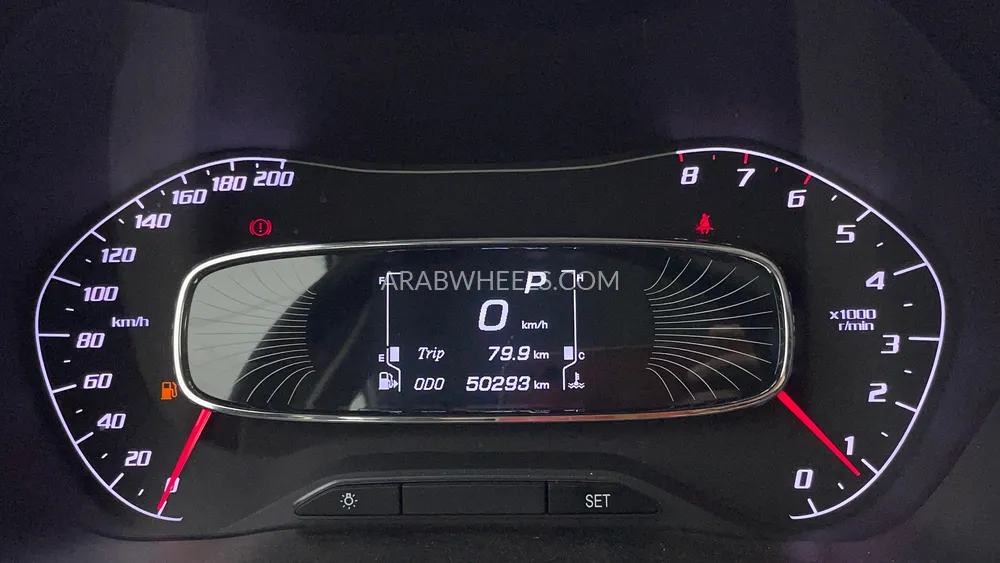 200
180
160
140
120
100
km/h
80
60
40
20
0
8
7
6
5
4
x1000
r/min
3
2
1
0
ARABWHEELS.COM
P
F
H
0 km/h
E
Trip 79.9 km
C
ODO 50293 km
SET